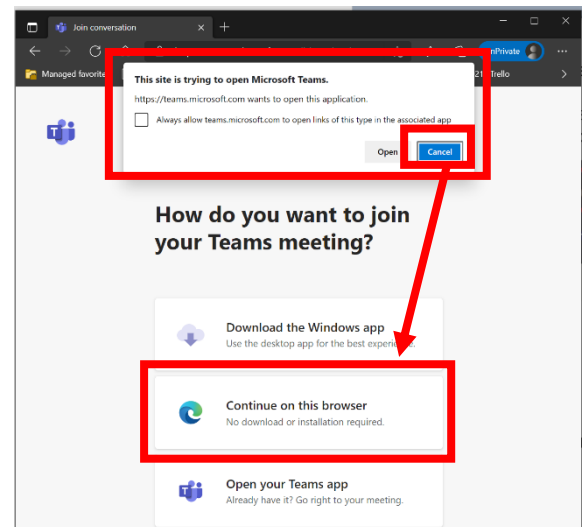 Join conversation
InPrivate
Managed favorite
Trello
This site is trying to open Microsoft Teams.
https://teams.microsoft.com wants to open this application.
Always allow teams.microsoft.com to open links of this type in the associated app
Open
Cancel
How do you want to join
your Teams meeting?
Download the Windows app
Use the desktop app for the best experience.
Continue on this browser
No download or installation required.
Open your Teams app
Already have it? Go right to your meeting.